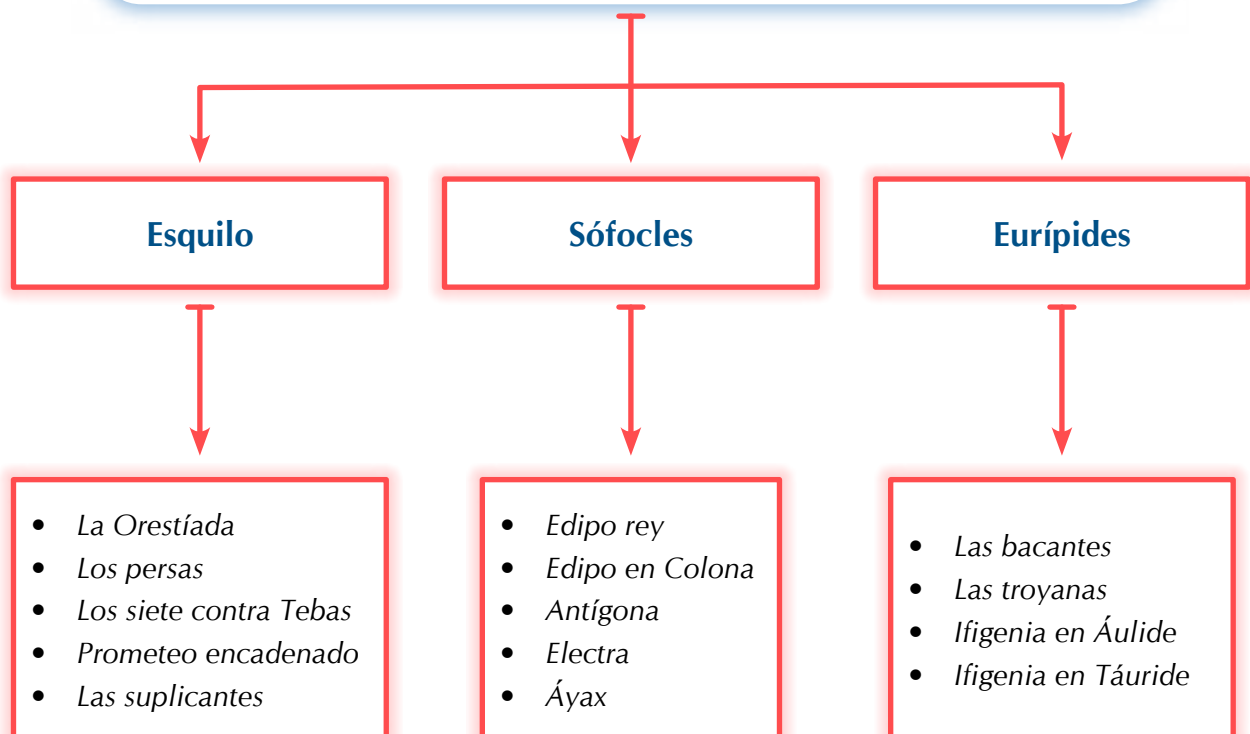 Esquilo
Sófocles
Eurípides
• La Orestíada
• Los persas
• Los siete contra Tebas
• Prometeo encadenado
• Las suplicantes
• Edipo rey
• Edipo en Colona
• Antígona
• Electra
• Áyax
• Las bacantes
• Las troyanas
• Ifigenia en Áulide
• Ifigenia en Táuride